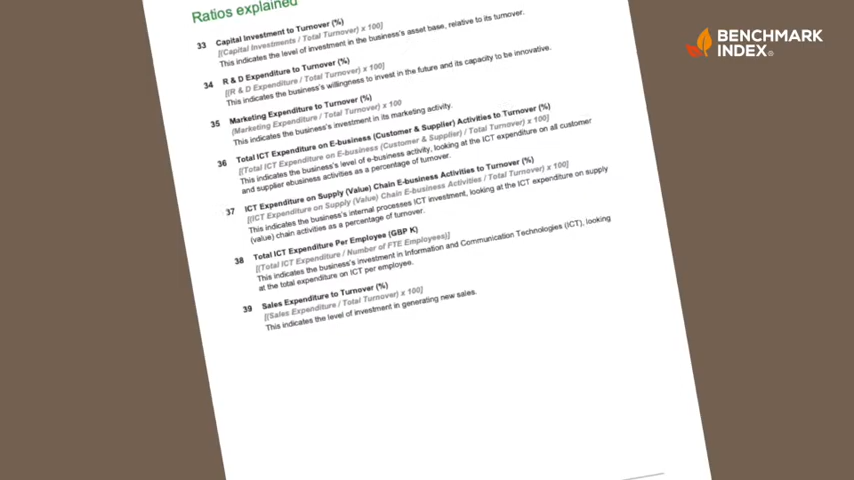 Ratios explained
33 Capital Investment to Turnover (%)
[(Capital Investments / Total Turnover) x 100]
This indicates the level of investment in the business's asset base, relative to its turnover.
34 R & D Expenditure to Turnover (%)
[(R & D Expenditure / Total Turnover) x 100]
This indicates the business's willingness to invest in the future and its capacity to be innovative.
35 Marketing Expenditure to Turnover (%)
(Marketing Expenditure / Total Turnover) x 100
This indicates the business's investment in its marketing activity.
36 Total ICT Expenditure on E-business (Customer & Supplier) Activities to Turnover (%)
[(Total ICT Expenditure on E-business (Customer & Supplier) / Total Turnover) x 100]
This indicates the business's level of e-business activity, looking at the ICT expenditure on all customer
and supplier ebusiness activities as a percentage of turnover.
37 ICT Expenditure on Supply (Value) Chain E-business Activities to Turnover (%)
[(ICT Expenditure on Supply (Value) Chain E-business Activities / Total Turnover) x 100]
This indicates the business's internal processes ICT investment, looking at the ICT expenditure on supply
(value) chain activities as a percentage of turnover.
38 Total ICT Expenditure Per Employee (GBP K)
[(Total ICT Expenditure / Number of FTE Employees)]
This indicates the business's investment in Information and Communication Technologies (ICT), looking
at the total expenditure on ICT per employee.
39 Sales Expenditure to Turnover (%)
[(Sales Expenditure / Total Turnover) x 100]
This indicates the level of investment in generating new sales.
BENCHMARK
INDEX®